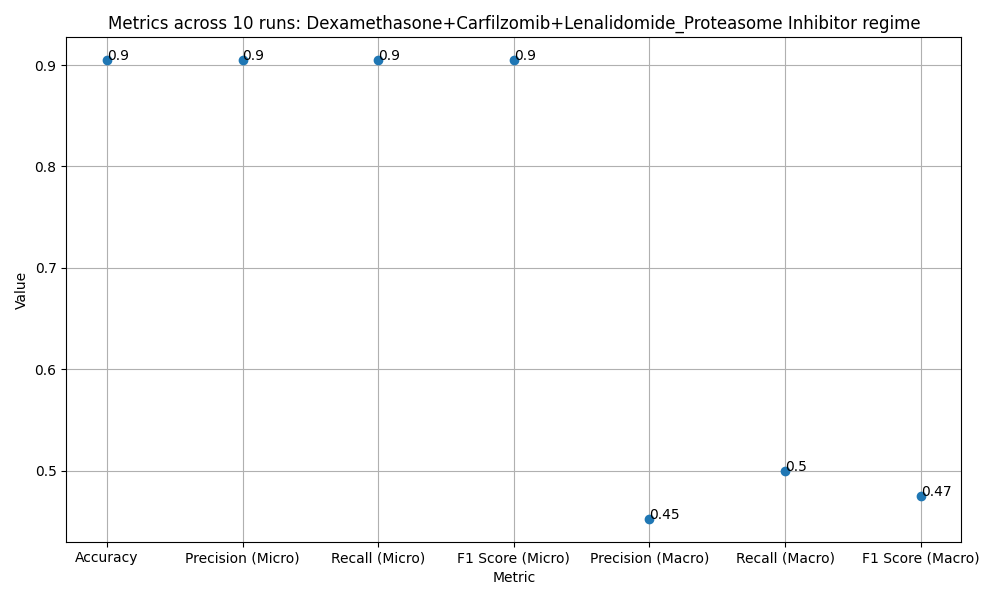 Metrics across 10 runs: Dexamethasone+Carfilzomib+Lenalidomide_Proteasome Inhibitor regime
Value
0.9
0.8
0.7
0.6
0.5
0.9
0.9
0.9
0.9
0.45
0.5
0.47
Accuracy
Precision (Micro)
Recall (Micro)
F1 Score (Micro)
Precision (Macro)
Recall (Macro)
F1 Score (Macro)
Metric